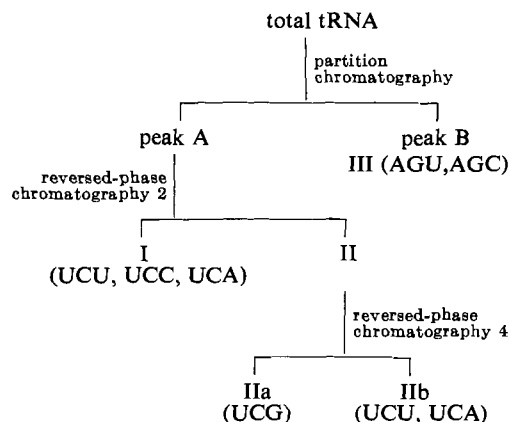 total tRNA
partition
chromatography
peak A
peak B
III (AGU,AGC)
reversed-phase
chromatography 2
I
(UCU, UCC, UCA)
II
reversed-phase
chromatography 4
IIa
(UCG)
IIb
(UCU, UCA)